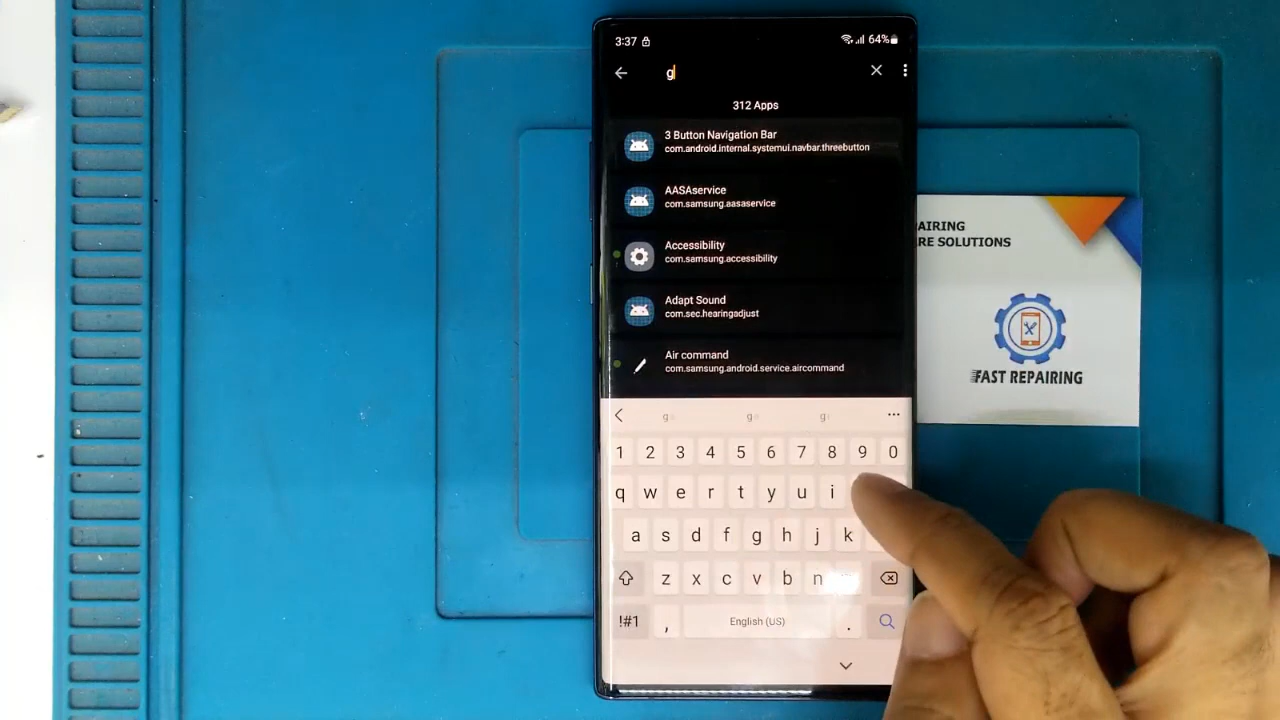 3:37
64%
g
312 Apps
3 Button Navigation Bar
com.android.internal.systemui.navbar.threebutton
AASAservice
com.samsung.aasaservice
Accessibility
com.samsung.accessibility
Adapt Sound
com.sec.hearingadjust
Air command
com.samsung.android.service.aircommand
1 2 3 4 5 6 7 8 9 0
q w e r t y u i
a s d f g h j k
z x c v b n
!#1 , English (US) .
AIRING
RE SOLUTIONS
FAST REPAIRING